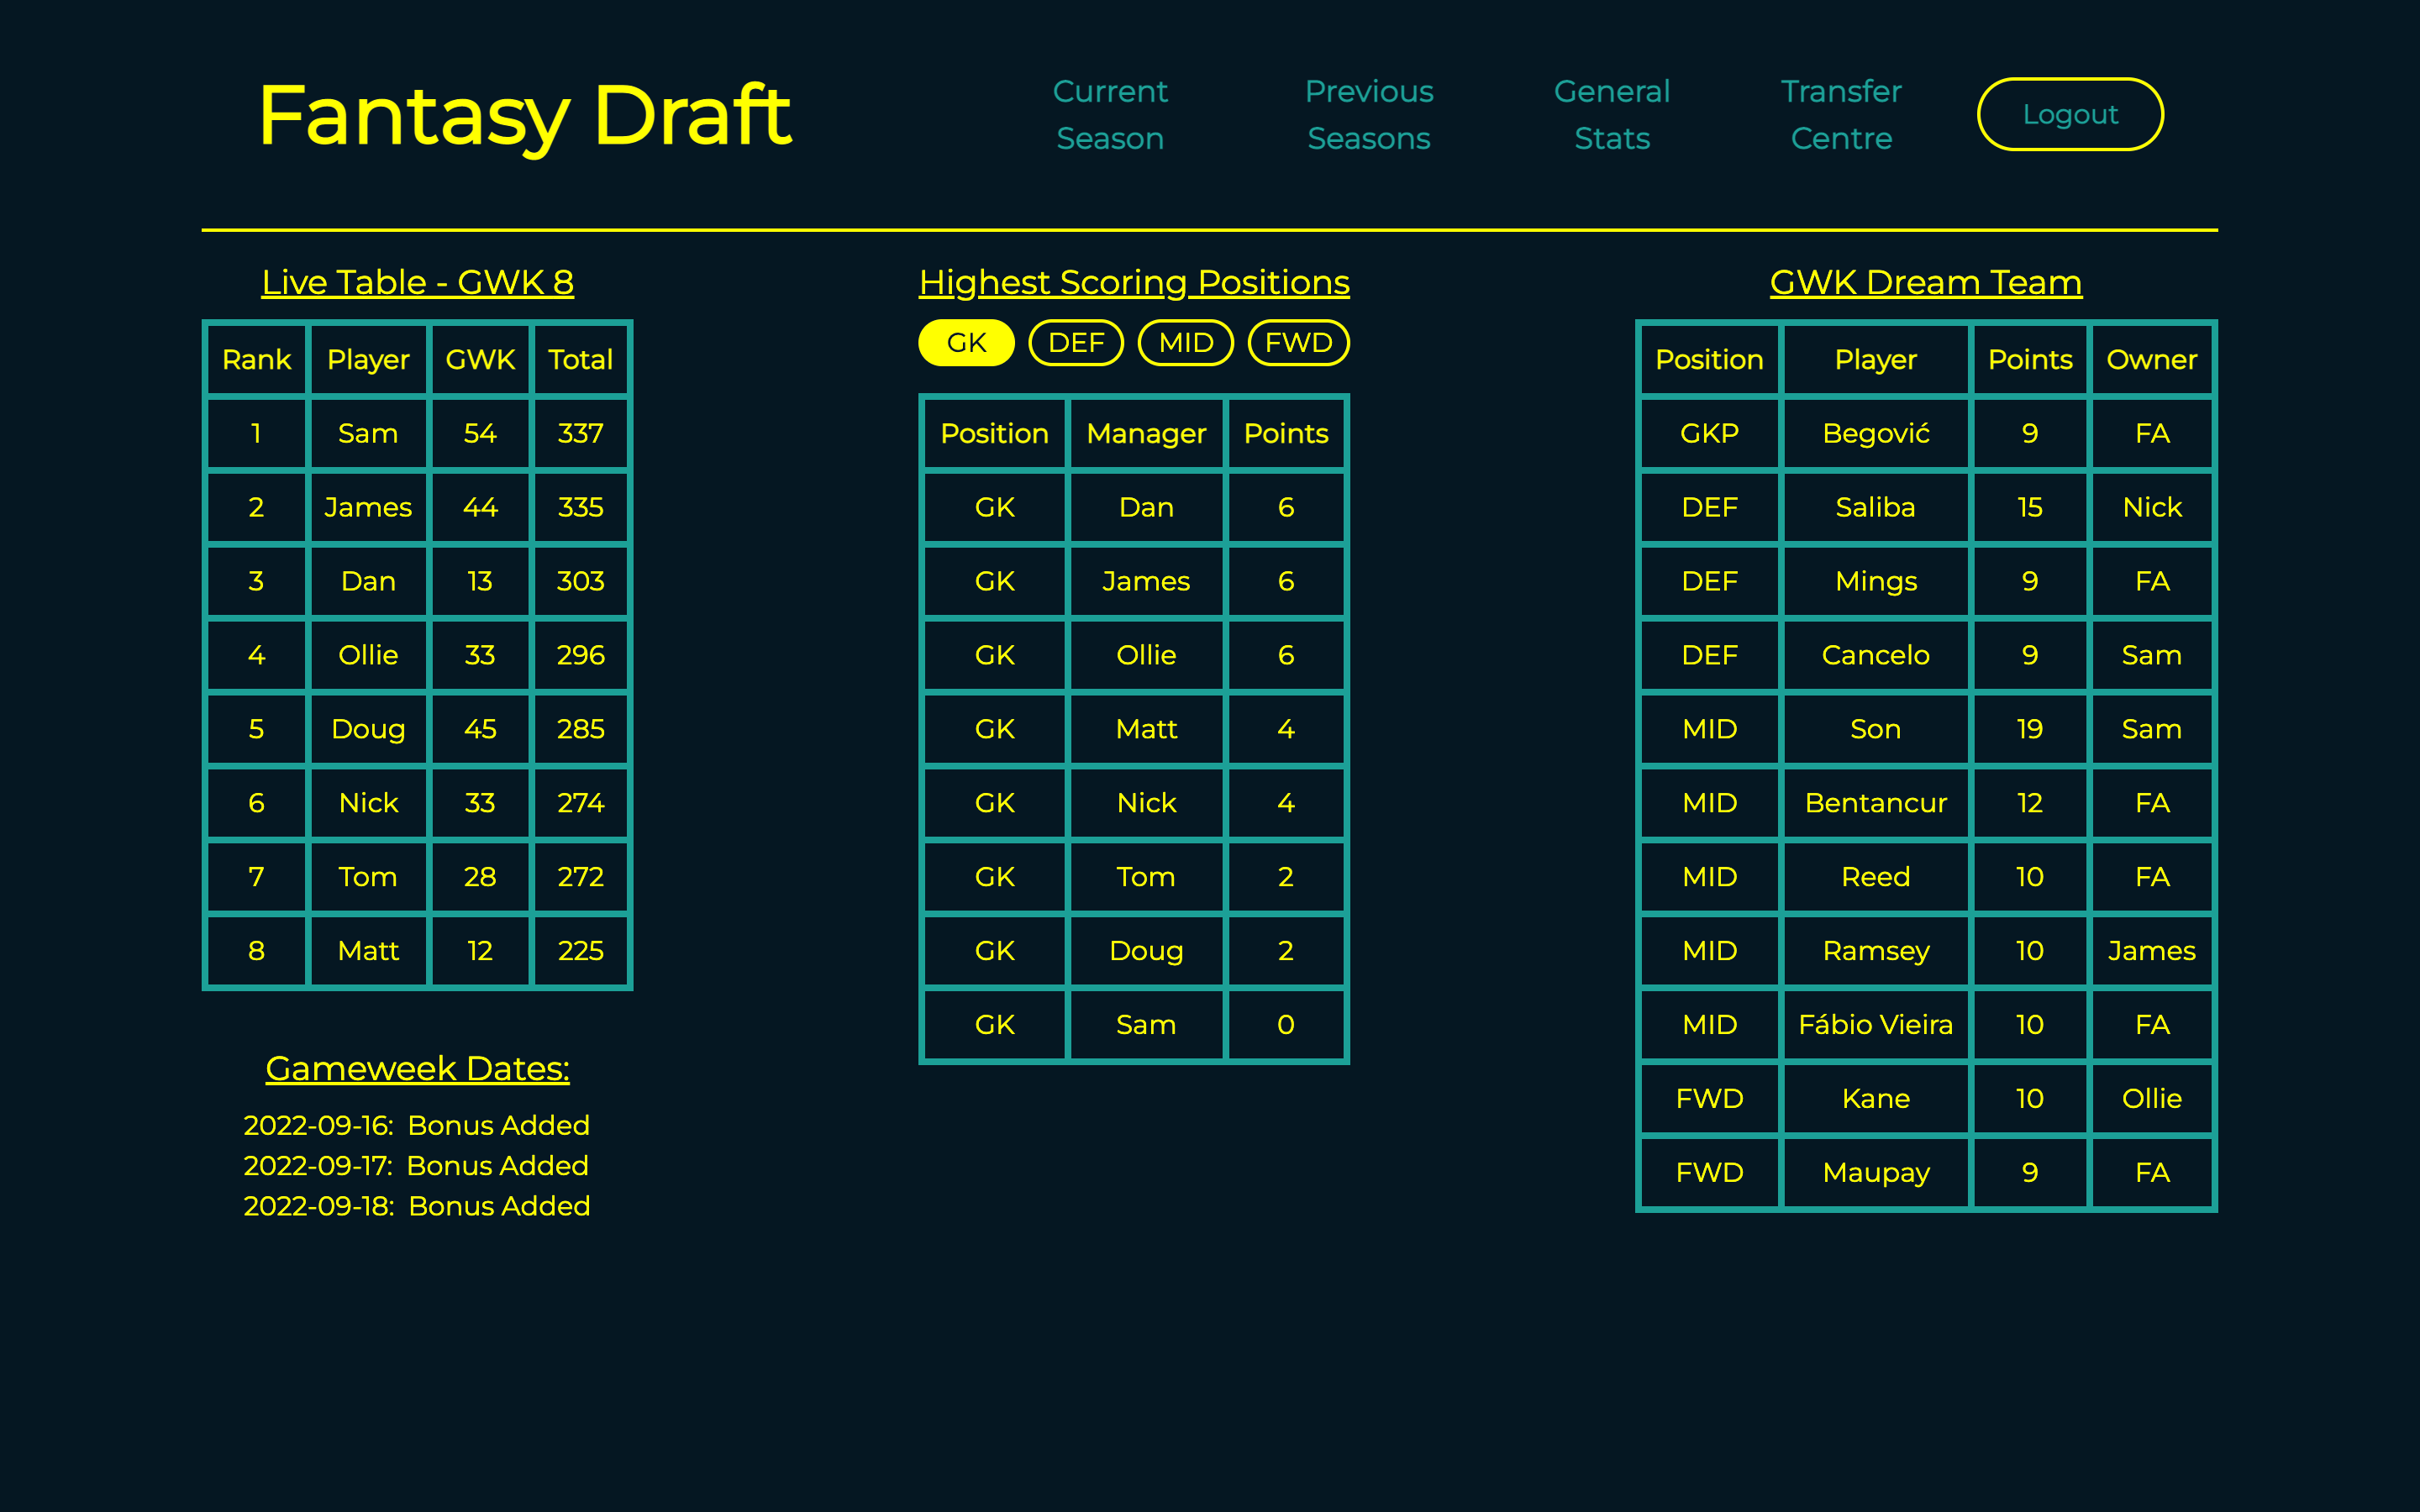 Fantasy Draft
Current Season
Previous Seasons
General Stats
Transfer Centre
Logout
Live Table - GWK 8
Rank Player GWK Total
1 Sam 54 337
2 James 44 335
3 Dan 13 303
4 Ollie 33 296
5 Doug 45 285
6 Nick 33 274
7 Tom 28 272
8 Matt 12 225
Gameweek Dates:
2022-09-16: Bonus Added
2022-09-17: Bonus Added
2022-09-18: Bonus Added
Highest Scoring Positions
GK DEF MID FWD
Position Manager Points
GK Dan 6
GK James 6
GK Ollie 6
GK Matt 4
GK Nick 4
GK Tom 2
GK Doug 2
GK Sam 0
GWK Dream Team
Position Player Points Owner
GKP Begović 9 FA
DEF Saliba 15 Nick
DEF Mings 9 FA
DEF Cancelo 9 Sam
MID Son 19 Sam
MID Bentancur 12 FA
MID Reed 10 FA
MID Ramsey 10 James
MID Fábio Vieira 10 FA
FWD Kane 10 Ollie
FWD Maupay 9 FA